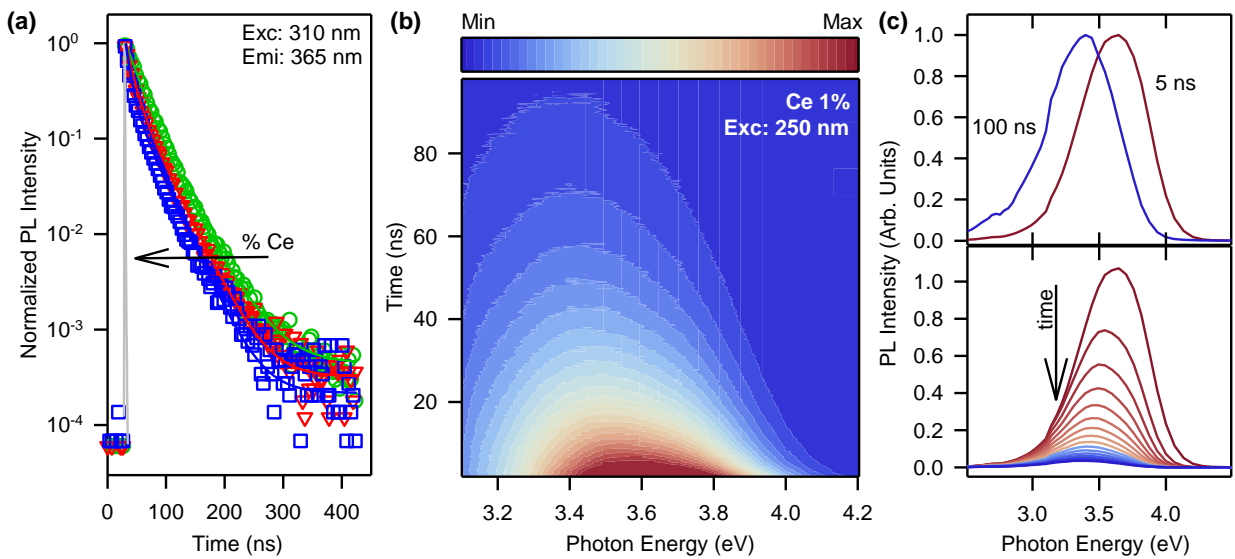 (a)
Exc: 310 nm
Emi: 365 nm
% Ce
Normalized PL Intensity
10^0
10^-1
10^-2
10^-3
10^-4
0 100 200 300 400
Time (ns)
(b)
Min Max
Ce 1%
Exc: 250 nm
Time (ns)
80
60
40
20
3.2 3.4 3.6 3.8 4.0 4.2
Photon Energy (eV)
(c)
5 ns
100 ns
PL Intensity (Arb. Units)
1.0
0.8
0.6
0.4
0.2
0.0
time
1.0
0.8
0.6
0.4
0.2
0.0
3.0 3.5 4.0
Photon Energy (eV)